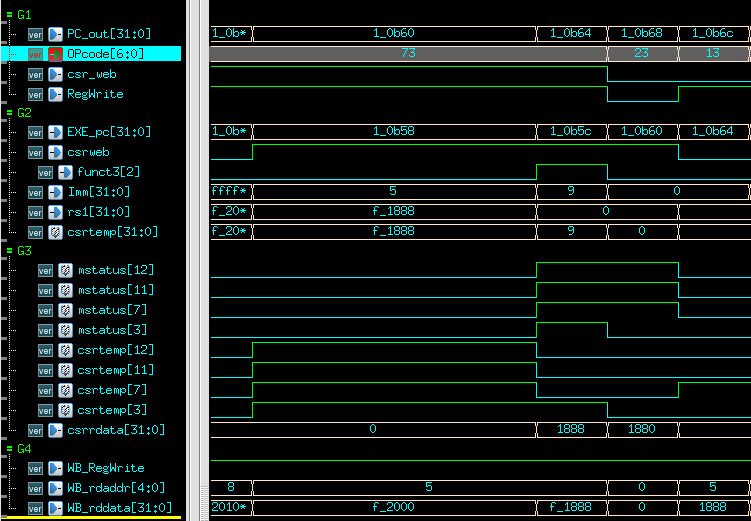 G1
ver PC_out[31:0] 1_0b* 1_0b60 1_0b64 1_0b68 1_0b6c
ver OPcode[6:0] 73 23 13
ver csr_web
ver RegWrite
G2
ver EXE_pc[31:0] 1_0b* 1_0b58 1_0b5c 1_0b60 1_0b64
ver csrweb
ver funct3[2]
ver Imm[31:0] ffff* 5 9 0
ver rs1[31:0] f_20* f_1888 0
ver csrtemp[31:0] f_20* f_1888 9 0
G3
ver mstatus[12]
ver mstatus[11]
ver mstatus[7]
ver mstatus[3]
ver csrtemp[12]
ver csrtemp[11]
ver csrtemp[7]
ver csrtemp[3]
ver csrrdata[31:0] 0 1888 1880
G4
ver WB_RegWrite
ver WB_rdaddr[4:0] 8 5 0 5
ver WB_rddata[31:0] 2010* f_2000 f_1888 0 1888